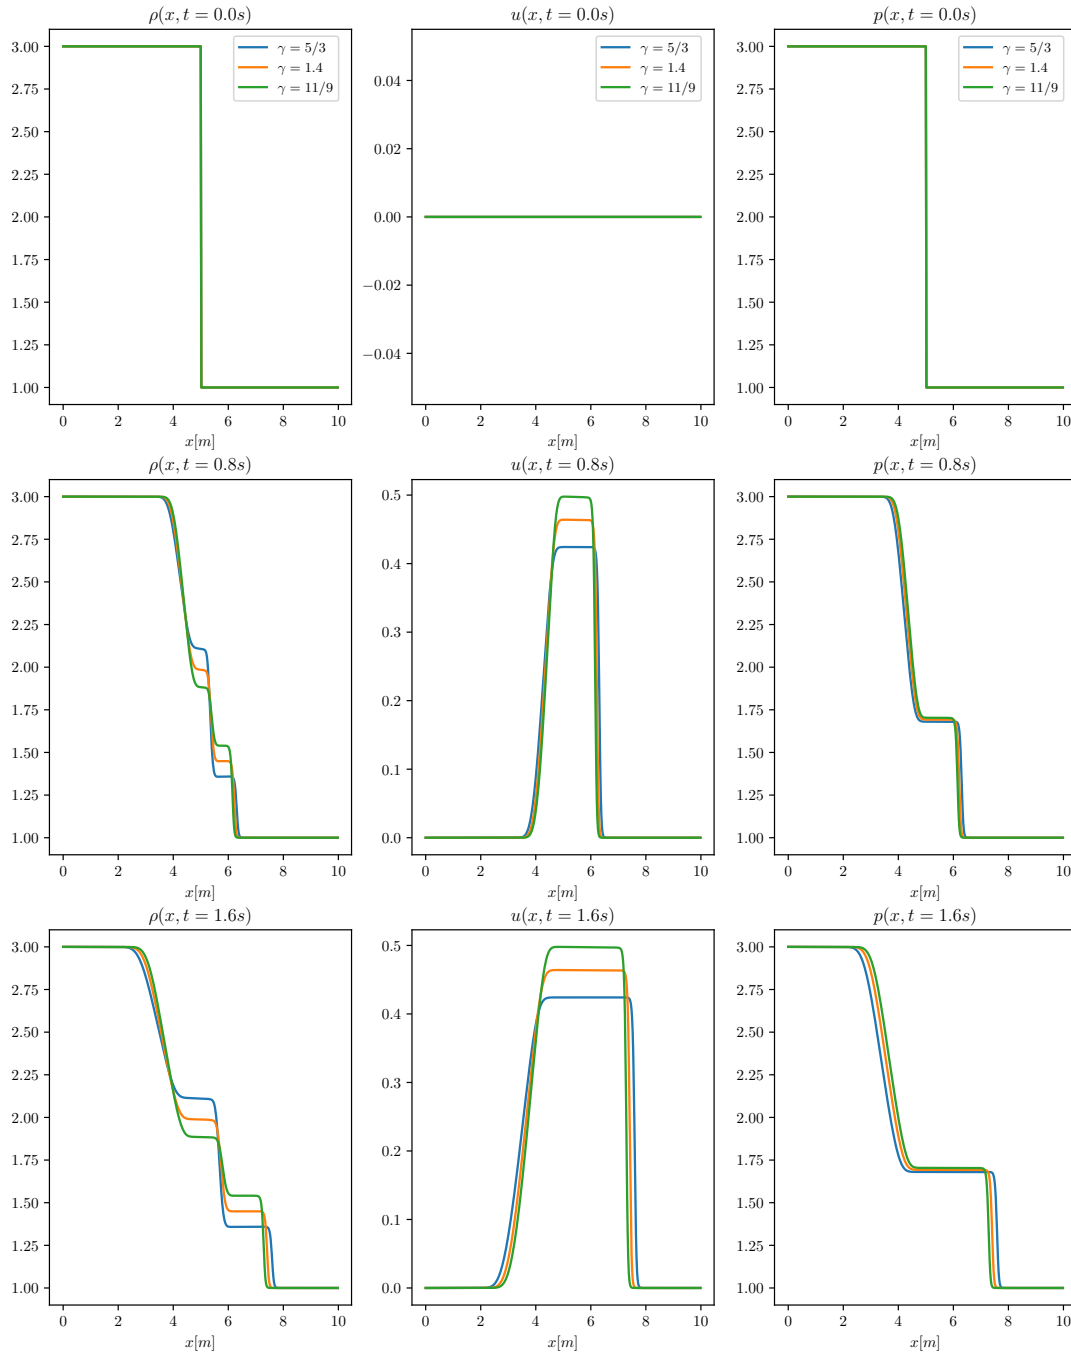 ρ(x, t = 0.0s)
u(x, t = 0.0s)
p(x, t = 0.0s)
3.00
2.75
2.50
2.25
2.00
1.75
1.50
1.25
1.00
γ = 5/3
γ = 1.4
γ = 11/9
0 2 4 6 8 10
x[m]
0.04
0.02
0.00
−0.02
−0.04
γ = 5/3
γ = 1.4
γ = 11/9
0 2 4 6 8 10
x[m]
3.00
2.75
2.50
2.25
2.00
1.75
1.50
1.25
1.00
γ = 5/3
γ = 1.4
γ = 11/9
0 2 4 6 8 10
x[m]
ρ(x, t = 0.8s)
u(x, t = 0.8s)
p(x, t = 0.8s)
3.00
2.75
2.50
2.25
2.00
1.75
1.50
1.25
1.00
0 2 4 6 8 10
x[m]
0.5
0.4
0.3
0.2
0.1
0.0
0 2 4 6 8 10
x[m]
3.00
2.75
2.50
2.25
2.00
1.75
1.50
1.25
1.00
0 2 4 6 8 10
x[m]
ρ(x, t = 1.6s)
u(x, t = 1.6s)
p(x, t = 1.6s)
3.00
2.75
2.50
2.25
2.00
1.75
1.50
1.25
1.00
0 2 4 6 8 10
x[m]
0.5
0.4
0.3
0.2
0.1
0.0
0 2 4 6 8 10
x[m]
3.00
2.75
2.50
2.25
2.00
1.75
1.50
1.25
1.00
0 2 4 6 8 10
x[m]